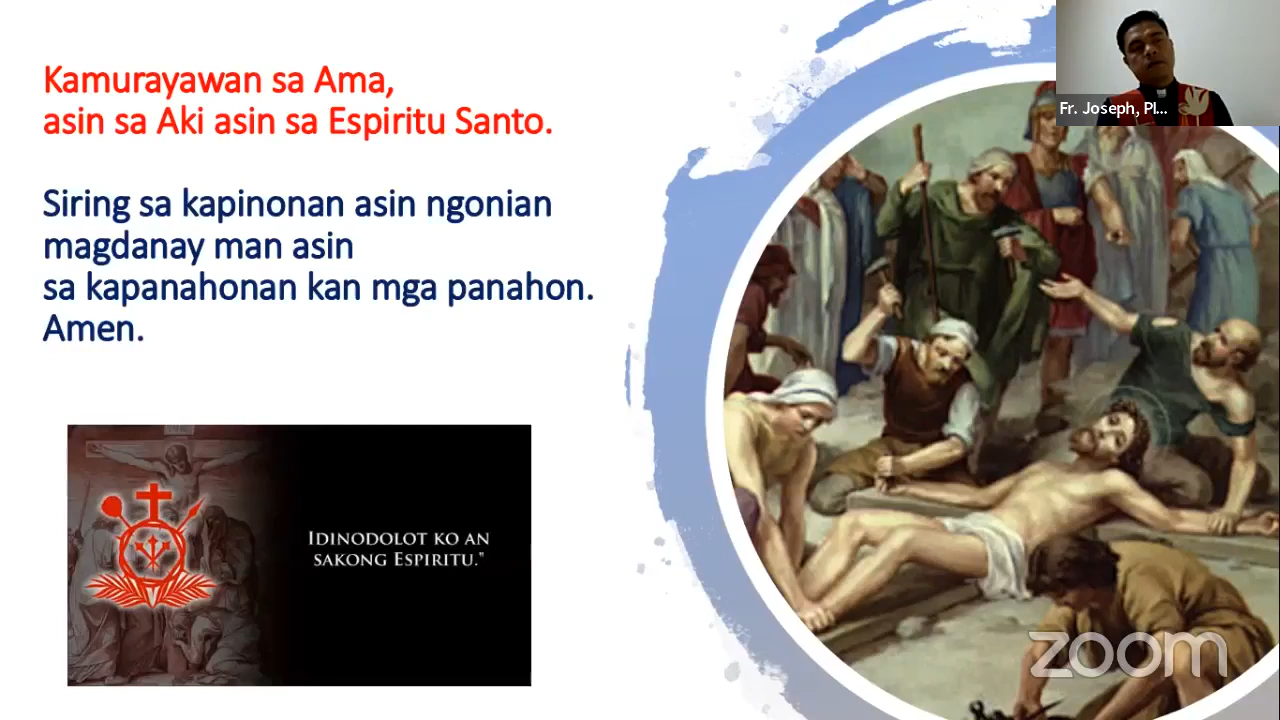 Kamurayawan sa Ama,
asin sa Aki asin sa Espiritu Santo.
Siring sa kapinonan asin ngonian
magdanay man asin
sa kapanahonan kan mga panahon.
Amen.
Idinodolot ko an
sakong Espiritu."
Fr. Joseph, Pl...
zoom